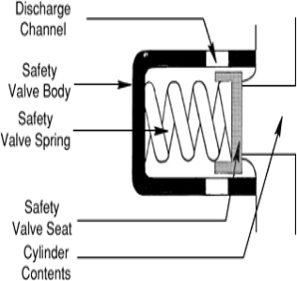 Discharge
Channel
Safety
Valve Body
Safety
Valve Spring
Safety
Valve Seat
Cylinder
Contents